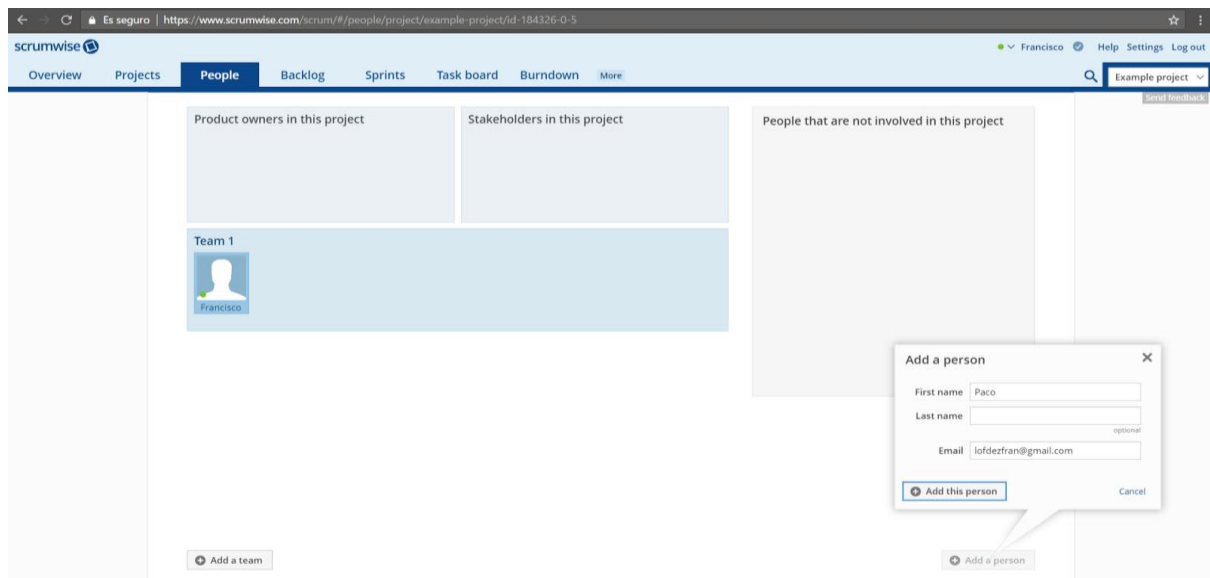 Es seguro | https://www.scrumwise.com/scrum/#/people/project/example-project/id-184326-0-5
scrumwise Francisco Help Settings Log out
Overview Projects People Backlog Sprints Task board Burndown More Example project
Send feedback
Product owners in this project Stakeholders in this project People that are not involved in this project
Team 1
Francisco
Add a person
First name Paco
Last name
optional
Email lofdezfran@gmail.com
Add this person Cancel
Add a team Add a person